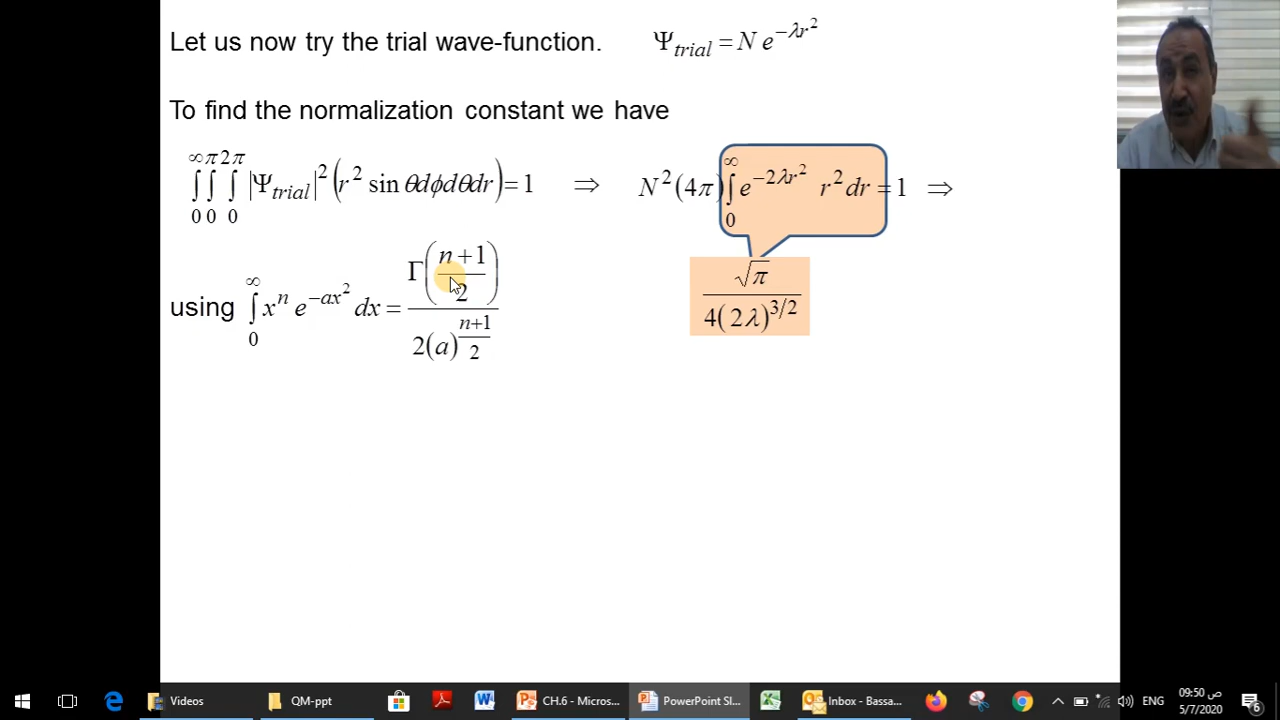 Let us now try the trial wave-function. Ψ_trial = N e^{−λr²}
To find the normalization constant we have
∫₀^∞ ∫₀^π ∫₀^{2π} |Ψ_trial|² (r² sin θdϕdθdr) = 1 ⇒ N²(4π) ∫₀^∞ e^{−2λr²} r² dr = 1 ⇒
using ∫₀^∞ xⁿ e^{−ax²} dx = Γ((n+1)/2) / 2(a)^{(n+1)/2}
√π / 4(2λ)^{3/2}
Videos QM-ppt CH.6 - Micros... PowerPoint Sl... Inbox - Bassa... ENG 09:50 ص
5/7/2020 6